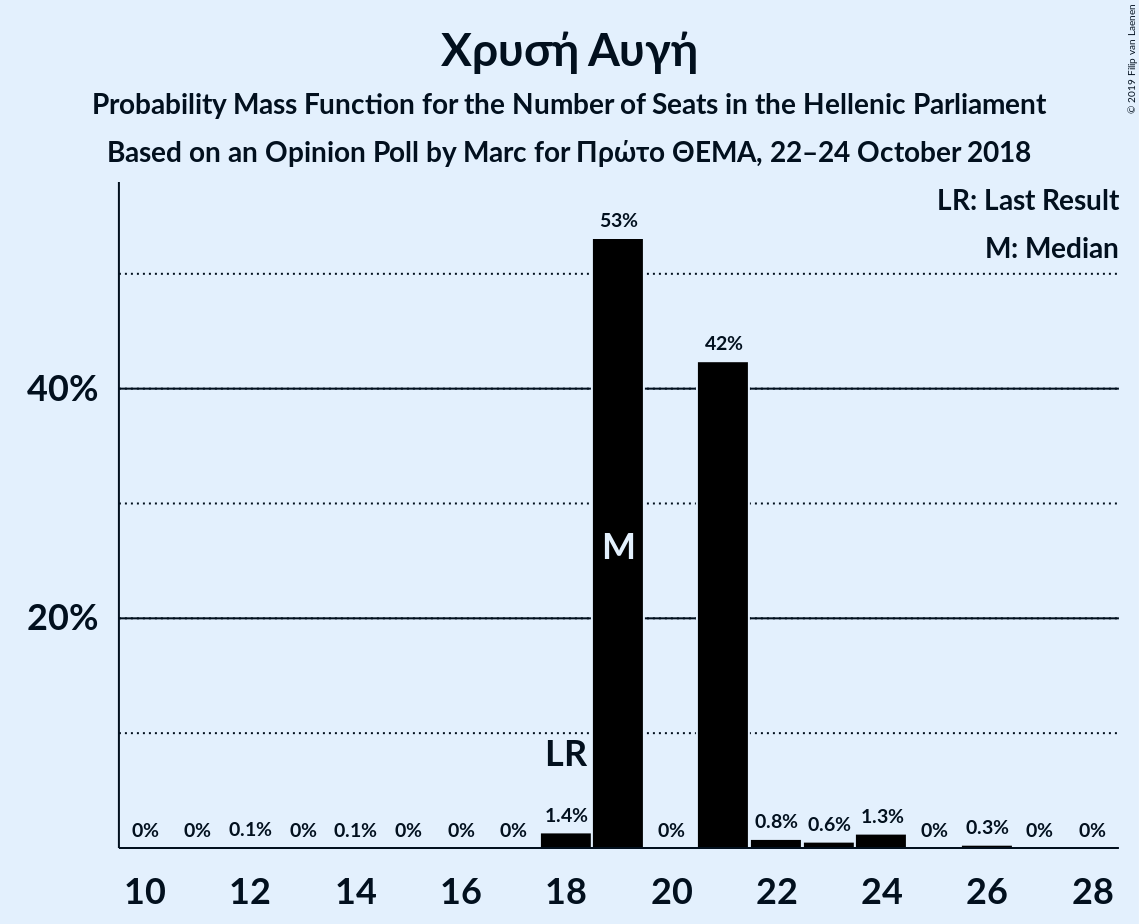 Χρυσή Αυγή
Probability Mass Function for the Number of Seats in the Hellenic Parliament
Based on an Opinion Poll by Marc for Πρώτο ΘΕΜΑ, 22–24 October 2018
© 2019 Filip van Laenen
LR: Last Result
M: Median
53%
42%
40%
M
20%
LR
0% 0% 0.1% 0% 0.1% 0% 0% 0% 1.4% 0% 0.8% 0.6% 1.3% 0% 0.3% 0% 0%
10 12 14 16 18 20 22 24 26 28